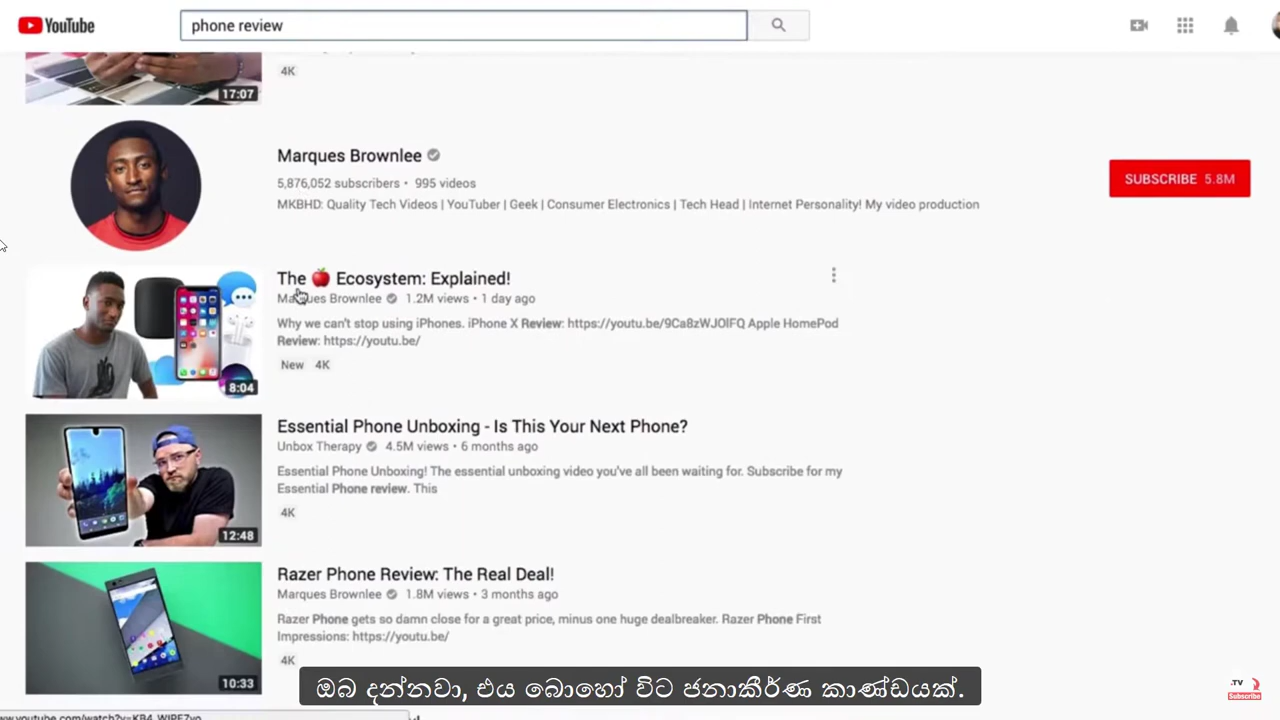 YouTube
phone review
4K
17:07
Marques Brownlee
5,876,052 subscribers • 995 videos
MKBHD: Quality Tech Videos | YouTuber | Geek | Consumer Electronics | Tech Head | Internet Personality! My video production
SUBSCRIBE 5.8M
The 🍎 Ecosystem: Explained!
Marques Brownlee 1.2M views • 1 day ago
Why we can't stop using iPhones. iPhone X Review: https://youtu.be/9Ca8zWJOlFQ Apple HomePod
Review: https://youtu.be/
New 4K
8:04
Essential Phone Unboxing - Is This Your Next Phone?
Unbox Therapy 4.5M views • 6 months ago
Essential Phone Unboxing! The essential unboxing video you've all been waiting for. Subscribe for my
Essential Phone review. This
4K
12:48
Razer Phone Review: The Real Deal!
Marques Brownlee 1.8M views • 3 months ago
Razer Phone gets so damn close for a great price, minus one huge dealbreaker. Razer Phone First
Impressions: https://youtu.be/
4K
10:33
ඔබ දන්නවා, එය බොහෝ විට ජනාකීර්ණ කාණ්ඩයක්.
.TV
Subscribe